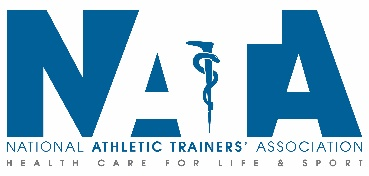 NATA
NATIONAL ATHLETIC TRAINERS' ASSOCIATION
HEALTH CARE FOR LIFE & SPORT